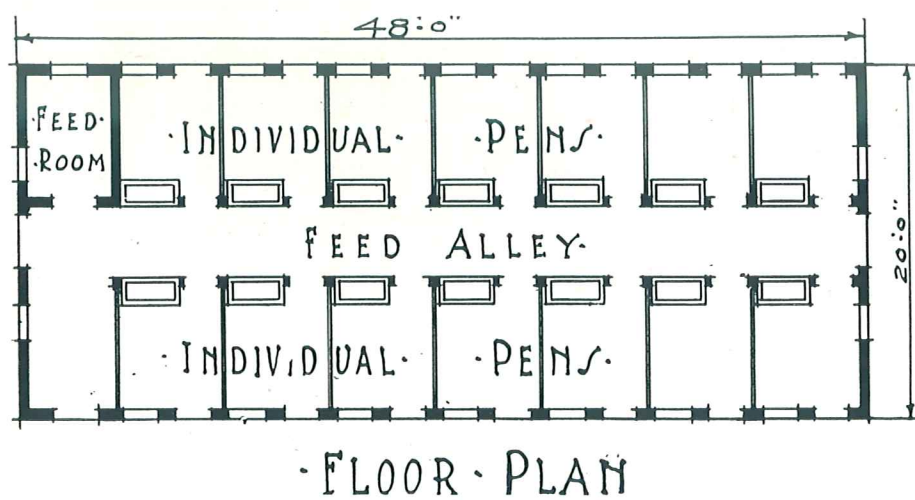 48:0"
·FEED·
·ROOM
·INDIVIDUAL· ·PENS·
FEED ALLEY·
20:0"
·INDIVIDUAL· ·PENS·
·FLOOR·PLAN